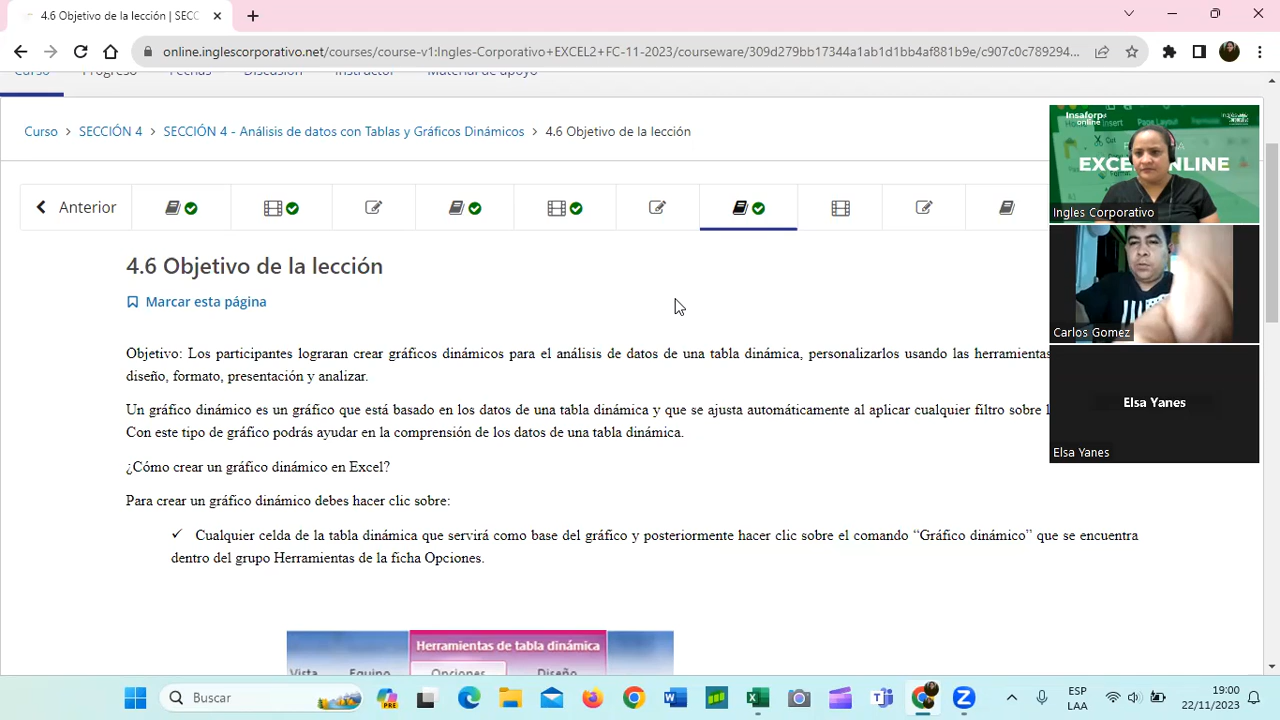 4.6 Objetivo de la lección | SECC
online.inglescorporativo.net/courses/course-v1:Ingles-Corporativo+EXCEL2+FC-11-2023/courseware/309d279bb17344a1ab1d1bb4af881b9e/c907c0c789294...
Curso Progreso Fechas Discusión Instructor Material de apoyo
Curso > SECCIÓN 4 > SECCIÓN 4 - Análisis de datos con Tablas y Gráficos Dinámicos > 4.6 Objetivo de la lección
Anterior
4.6 Objetivo de la lección
Marcar esta página
Objetivo: Los participantes lograran crear gráficos dinámicos para el análisis de datos de una tabla dinámica, personalizarlos usando las herramientas
diseño, formato, presentación y analizar.
Un gráfico dinámico es un gráfico que está basado en los datos de una tabla dinámica y que se ajusta automáticamente al aplicar cualquier filtro sobre
Con este tipo de gráfico podrás ayudar en la comprensión de los datos de una tabla dinámica.
¿Cómo crear un gráfico dinámico en Excel?
Para crear un gráfico dinámico debes hacer clic sobre:
✓ Cualquier celda de la tabla dinámica que servirá como base del gráfico y posteriormente hacer clic sobre el comando “Gráfico dinámico” que se encuentra
dentro del grupo Herramientas de la ficha Opciones.
Herramientas de tabla dinámica
Vista Equipo Opciones Diseño
Insaforp
online
Insert Page Layout
EXCEL ONLINE
Ingles Corporativo
Carlos Gomez
Elsa Yanes
Elsa Yanes
Buscar
PRE
ESP
LAA
19:00
22/11/2023